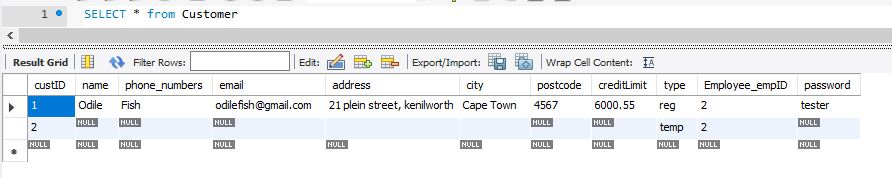 1 SELECT * from Customer
Result Grid Filter Rows: Edit: Export/Import: Wrap Cell Content: IA
custID name phone_numbers email address city postcode creditLimit type Employee_empID password
1 Odile Fish odilefish@gmail.com 21 plein street, kenilworth Cape Town 4567 6000.55 reg 2 tester
2 NULL NULL NULL NULL NULL NULL NULL temp 2 NULL
NULL NULL NULL NULL NULL NULL NULL NULL NULL NULL NULL